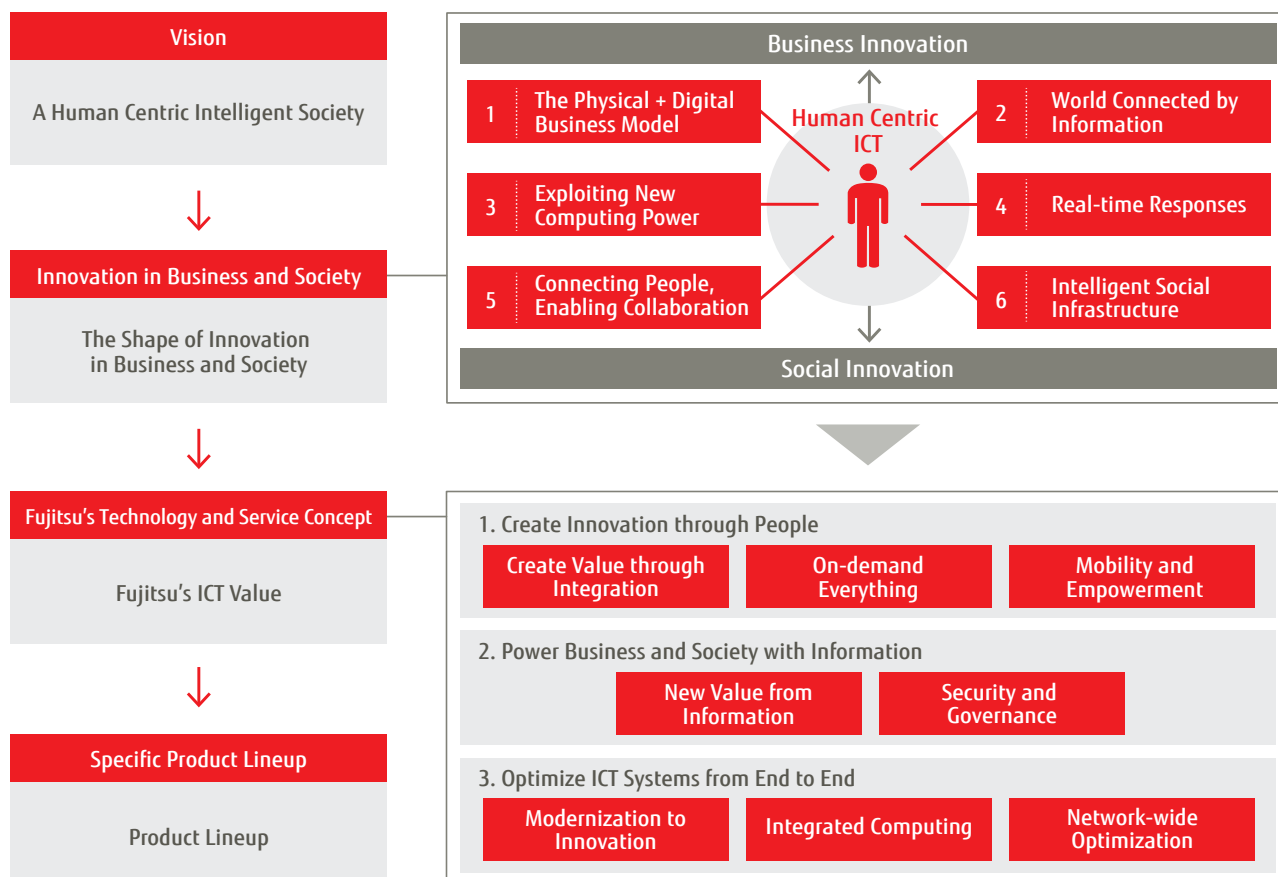 Vision
A Human Centric Intelligent Society
Innovation in Business and Society
The Shape of Innovation
in Business and Society
Fujitsu's Technology and Service Concept
Fujitsu's ICT Value
Specific Product Lineup
Product Lineup
Business Innovation
1
The Physical + Digital
Business Model
Human Centric
ICT
2
World Connected by
Information
3
Exploiting New
Computing Power
4
Real-time Responses
5
Connecting People,
Enabling Collaboration
6
Intelligent Social
Infrastructure
Social Innovation
1. Create Innovation through People
Create Value through
Integration
On-demand
Everything
Mobility and
Empowerment
2. Power Business and Society with Information
New Value from
Information
Security and
Governance
3. Optimize ICT Systems from End to End
Modernization to
Innovation
Integrated Computing
Network-wide
Optimization